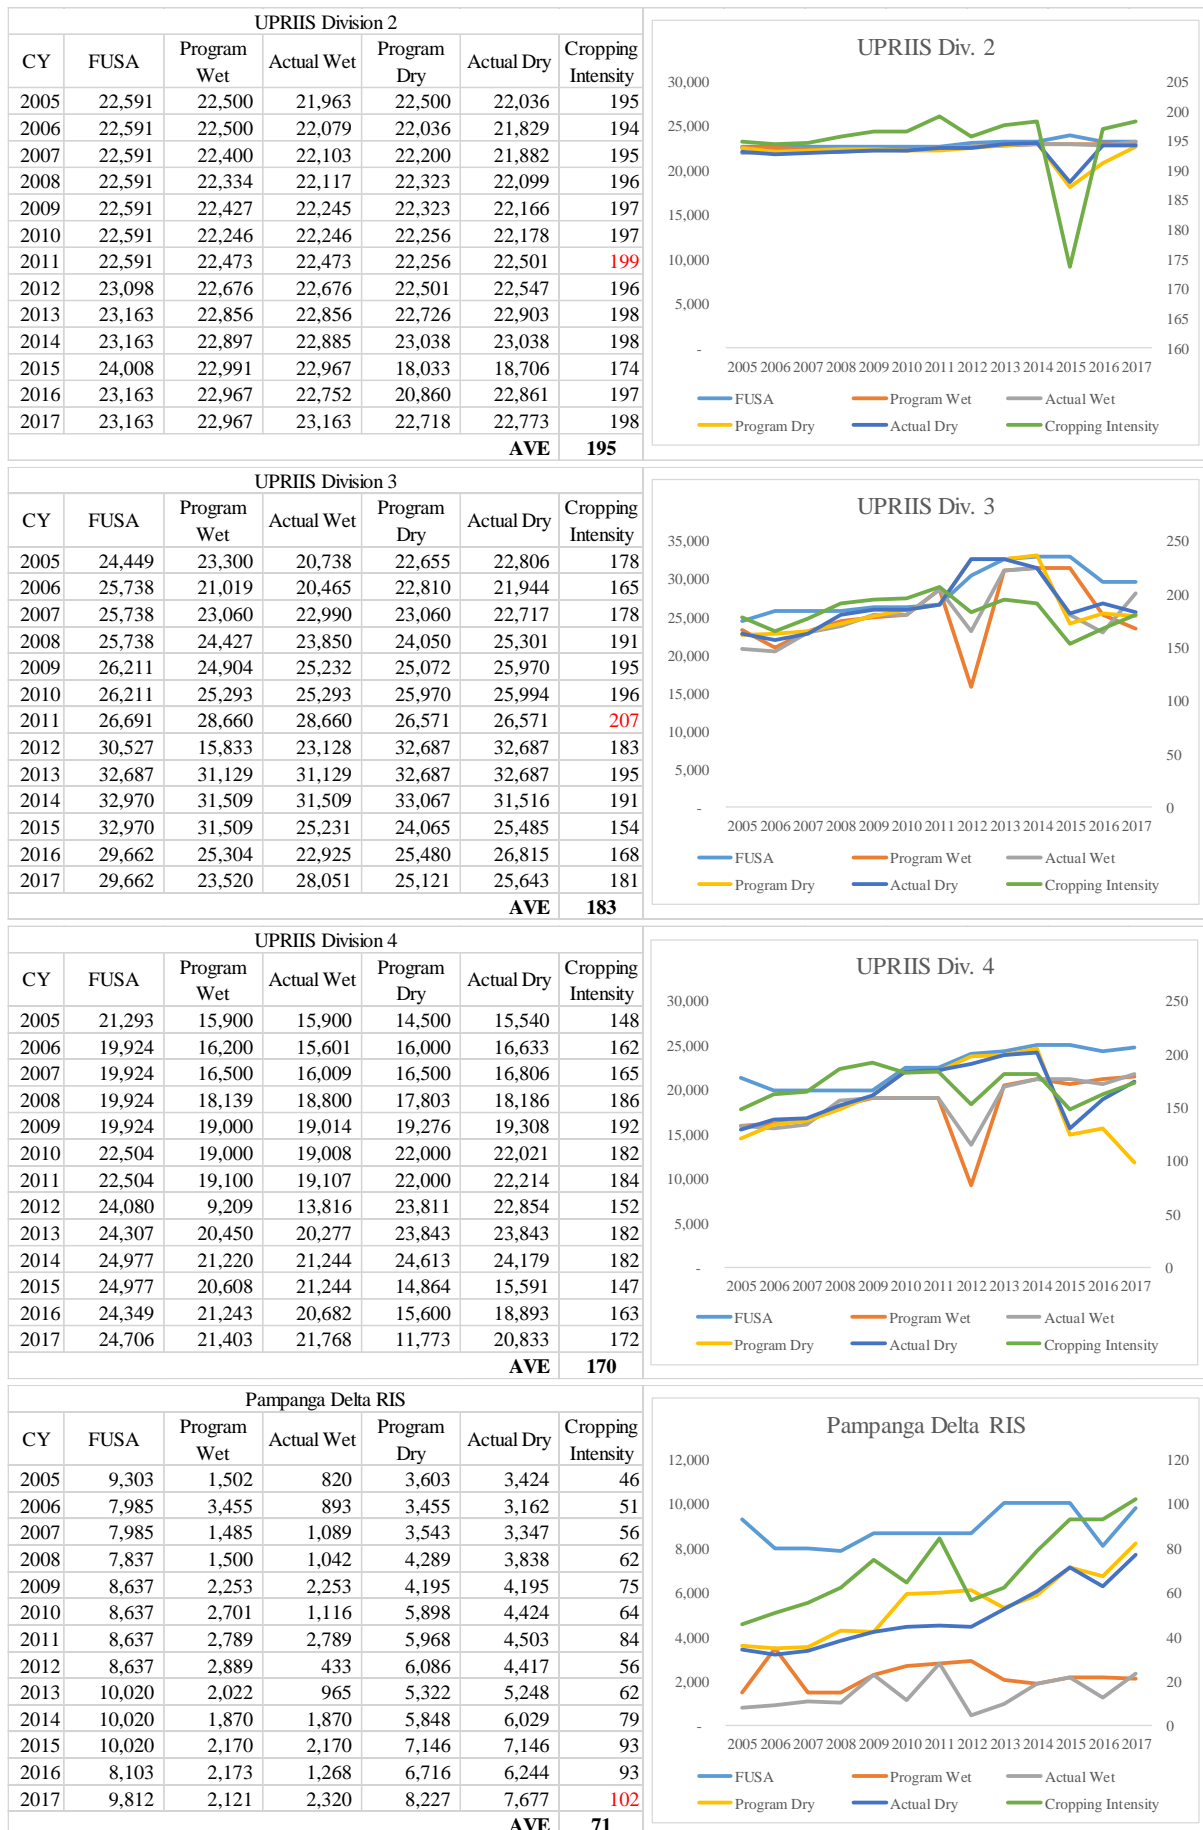 UPRIIS Division 2
CY FUSA Program Wet Actual Wet Program Dry Actual Dry Cropping Intensity
2005 22,591 22,500 21,963 22,500 22,036 195
2006 22,591 22,500 22,079 22,036 21,829 194
2007 22,591 22,400 22,103 22,200 21,882 195
2008 22,591 22,334 22,117 22,323 22,099 196
2009 22,591 22,427 22,245 22,323 22,166 197
2010 22,591 22,246 22,246 22,256 22,178 197
2011 22,591 22,473 22,473 22,256 22,501 199
2012 23,098 22,676 22,676 22,501 22,547 196
2013 23,163 22,856 22,856 22,726 22,903 198
2014 23,163 22,897 22,885 23,038 23,038 198
2015 24,008 22,991 22,967 18,033 18,706 174
2016 23,163 22,967 22,752 20,860 22,861 197
2017 23,163 22,967 23,163 22,718 22,773 198
AVE 195
UPRIIS Div. 2
30,000 205
25,000 200
20,000 195
15,000 190
10,000 185
5,000 180
- 175
170
165
160
2005 2006 2007 2008 2009 2010 2011 2012 2013 2014 2015 2016 2017
FUSA Program Wet Actual Wet
Program Dry Actual Dry Cropping Intensity
UPRIIS Division 3
CY FUSA Program Wet Actual Wet Program Dry Actual Dry Cropping Intensity
2005 24,449 23,300 20,738 22,655 22,806 178
2006 25,738 21,019 20,465 22,810 21,944 165
2007 25,738 23,060 22,990 23,060 22,717 178
2008 25,738 24,427 23,850 24,050 25,301 191
2009 26,211 24,904 25,232 25,072 25,970 195
2010 26,211 25,293 25,293 25,970 25,994 196
2011 26,691 28,660 28,660 26,571 26,571 207
2012 30,527 15,833 23,128 32,687 32,687 183
2013 32,687 31,129 31,129 32,687 32,687 195
2014 32,970 31,509 31,509 33,067 31,516 191
2015 32,970 31,509 25,231 24,065 25,485 154
2016 29,662 25,304 22,925 25,480 26,815 168
2017 29,662 23,520 28,051 25,121 25,643 181
AVE 183
UPRIIS Div. 3
35,000 250
30,000 200
25,000 150
20,000 100
15,000 50
10,000 0
5,000
-
2005 2006 2007 2008 2009 2010 2011 2012 2013 2014 2015 2016 2017
FUSA Program Wet Actual Wet
Program Dry Actual Dry Cropping Intensity
UPRIIS Division 4
CY FUSA Program Wet Actual Wet Program Dry Actual Dry Cropping Intensity
2005 21,293 15,900 15,900 14,500 15,540 148
2006 19,924 16,200 15,601 16,000 16,633 162
2007 19,924 16,500 16,009 16,500 16,806 165
2008 19,924 18,139 18,800 17,803 18,186 186
2009 19,924 19,000 19,014 19,276 19,308 192
2010 22,504 19,000 19,008 22,000 22,021 182
2011 22,504 19,100 19,107 22,000 22,214 184
2012 24,080 9,209 13,816 23,811 22,854 152
2013 24,307 20,450 20,277 23,843 23,843 182
2014 24,977 21,220 21,244 24,613 24,179 182
2015 24,977 20,608 21,244 14,864 15,591 147
2016 24,349 21,243 20,682 15,600 18,893 163
2017 24,706 21,403 21,768 11,773 20,833 172
AVE 170
UPRIIS Div. 4
30,000 250
25,000 200
20,000 150
15,000 100
10,000 50
5,000 0
-
2005 2006 2007 2008 2009 2010 2011 2012 2013 2014 2015 2016 2017
FUSA Program Wet Actual Wet
Program Dry Actual Dry Cropping Intensity
Pampanga Delta RIS
CY FUSA Program Wet Actual Wet Program Dry Actual Dry Cropping Intensity
2005 9,303 1,502 820 3,603 3,424 46
2006 7,985 3,455 893 3,455 3,162 51
2007 7,985 1,485 1,089 3,543 3,347 56
2008 7,837 1,500 1,042 4,289 3,838 62
2009 8,637 2,253 2,253 4,195 4,195 75
2010 8,637 2,701 1,116 5,898 4,424 64
2011 8,637 2,789 2,789 5,968 4,503 84
2012 8,637 2,889 433 6,086 4,417 56
2013 10,020 2,022 965 5,322 5,248 62
2014 10,020 1,870 1,870 5,848 6,029 79
2015 10,020 2,170 2,170 7,146 7,146 93
2016 8,103 2,173 1,268 6,716 6,244 93
2017 9,812 2,121 2,320 8,227 7,677 102
AVE 71
Pampanga Delta RIS
12,000 120
10,000 100
8,000 80
6,000 60
4,000 40
2,000 20
- 0
2005 2006 2007 2008 2009 2010 2011 2012 2013 2014 2015 2016 2017
FUSA Program Wet Actual Wet
Program Dry Actual Dry Cropping Intensity